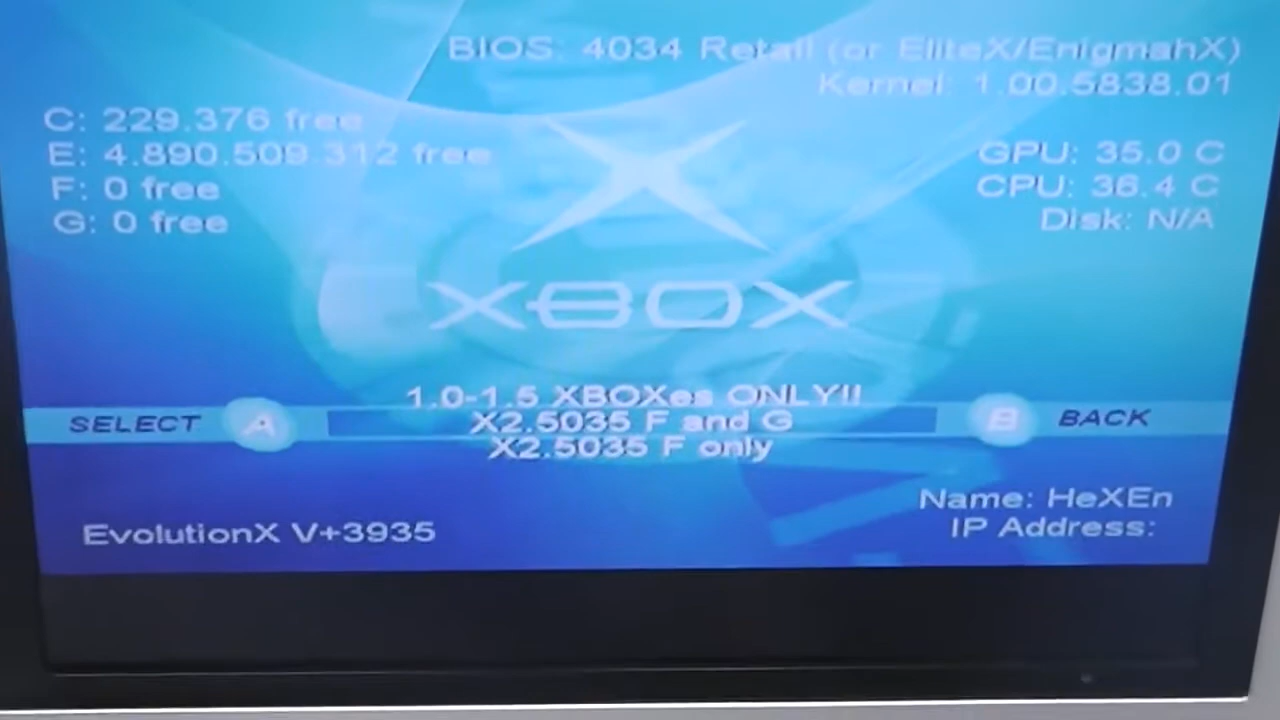 BIOS: 4034 Retail (or EliteX/EnigmahX)
Kernel: 1.00.5838.01
C: 229.376 free
E: 4.890.509.312 free
F: 0 free
G: 0 free
GPU: 35.0 C
CPU: 36.4 C
Disk: N/A
XBOX
1.0-1.5 XBOXes ONLY!!
SELECT A X2.5035 F and G B BACK
X2.5035 F only
Name: HeXEn
EvolutionX V+3935
IP Address: